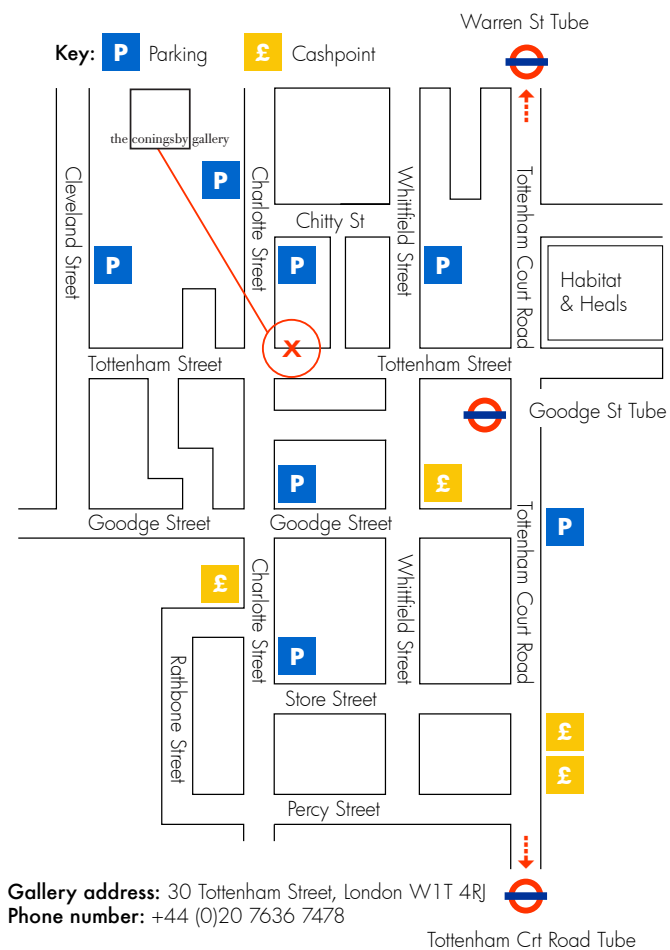 Warren St Tube
Key: P Parking £ Cashpoint
the coningsby gallery
P
Cleveland Street
Charlotte Street
Whittfield Street
Tottenham Court Road
Chitty St
P
P
P
Habitat
& Heals
X
Tottenham Street
Tottenham Street
Goodge St Tube
P
£
Goodge Street
Goodge Street
P
Tottenham Court Road
£
Charlotte Street
Whittfield Street
P
Rathbone Street
Store Street
£
£
Percy Street
Gallery address: 30 Tottenham Street, London W1T 4RJ
Phone number: +44 (0)20 7636 7478
Tottenham Crt Road Tube